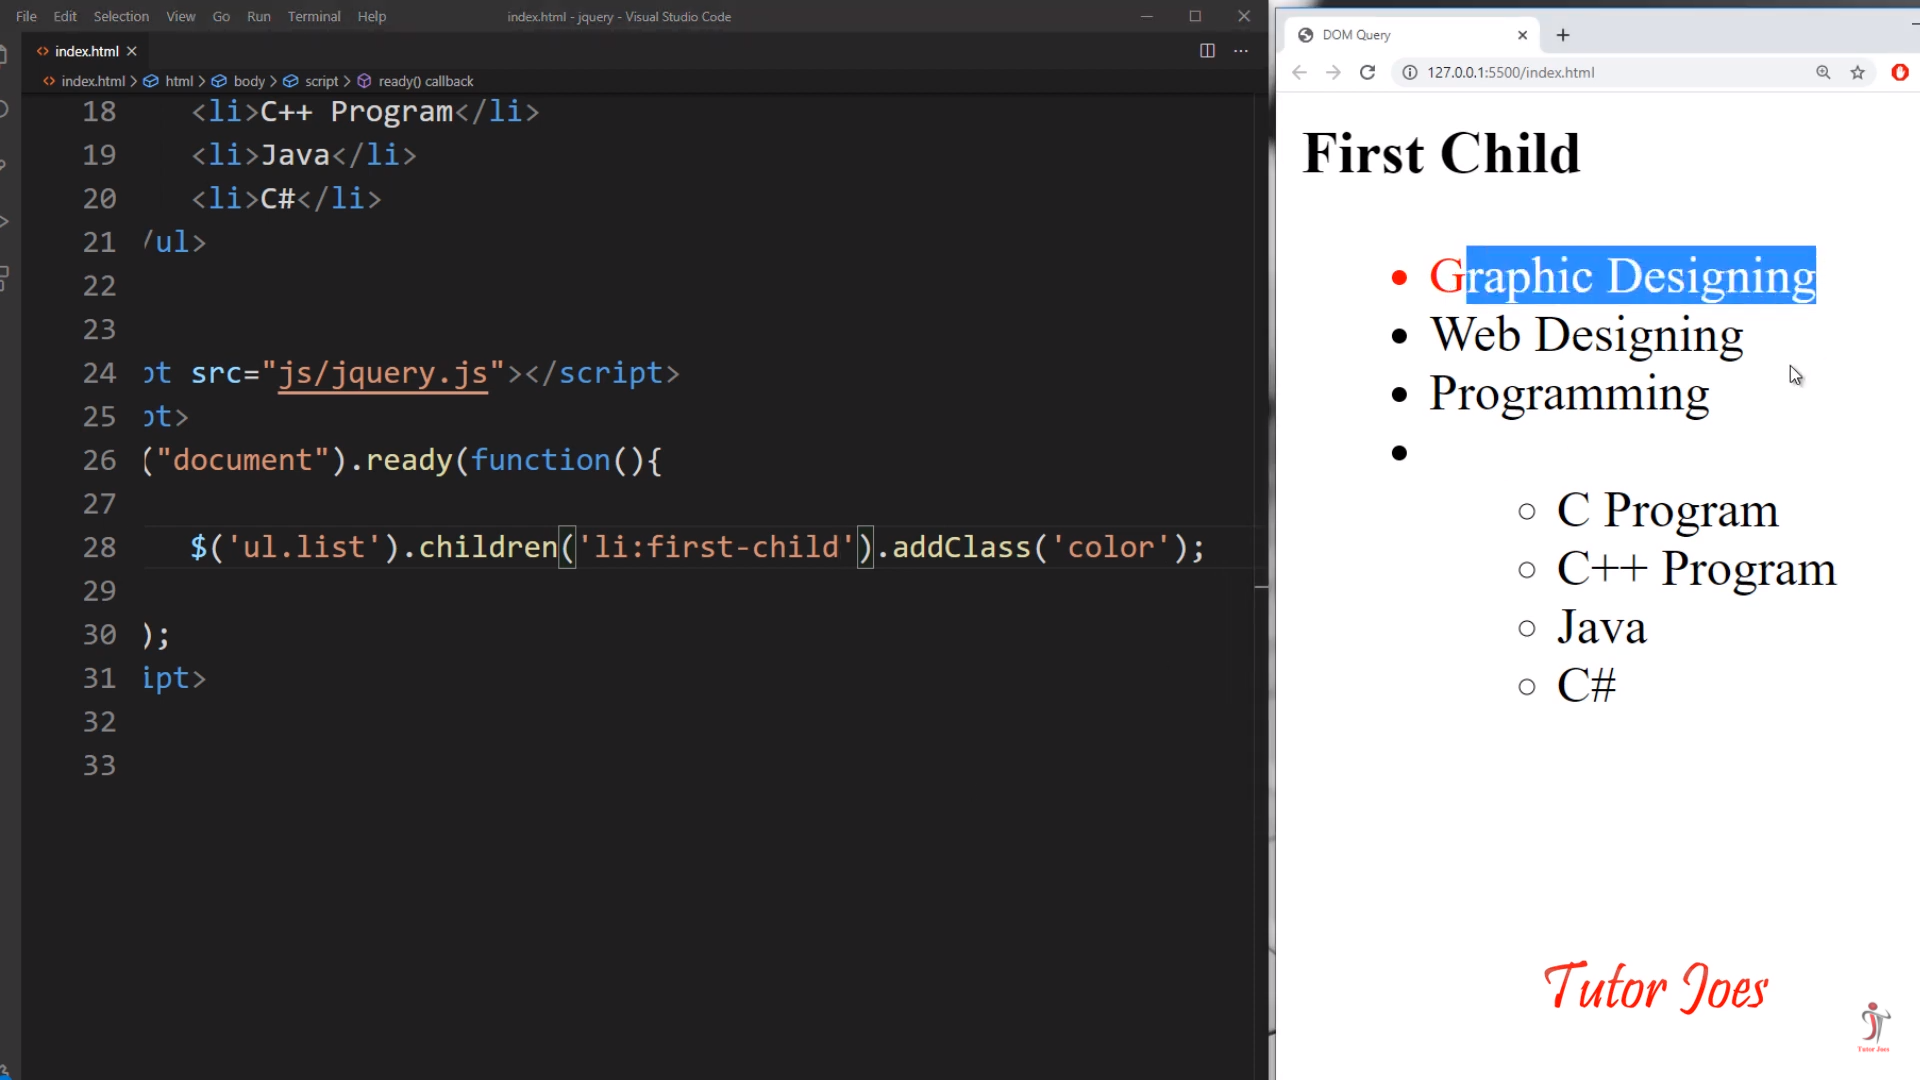 File Edit Selection View Go Run Terminal Help index.html - jquery - Visual Studio Code
index.html
index.html > html > body > script > ready() callback
18 <li>C++ Program</li>
19 <li>Java</li>
20 <li>C#</li>
21 /ul>
22
23
24 pt src="js/jquery.js"></script>
25 pt>
26 ("document").ready(function(){
27
28 $('ul.list').children('li:first-child').addClass('color');
29
30 );
31 ipt>
32
33
DOM Query
127.0.0.1:5500/index.html
First Child
Graphic Designing
Web Designing
Programming
C Program
C++ Program
Java
C#
Tutor Joes
Tutor Joes